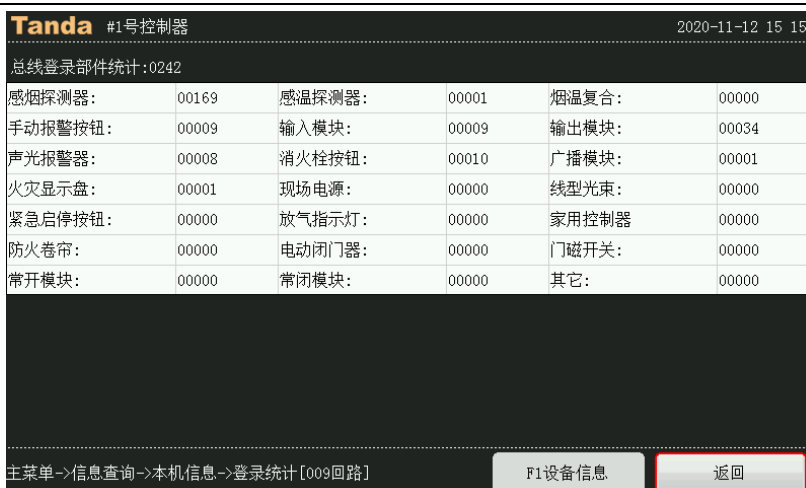 Tanda #1号控制器 2020-11-12 15 15
总线登录部件统计:0242
感烟探测器: 00169 感温探测器: 00001 烟温复合: 00000
手动报警按钮: 00009 输入模块: 00009 输出模块: 00034
声光报警器: 00008 消火栓按钮: 00010 广播模块: 00001
火灾显示盘: 00001 现场电源: 00000 线型光束: 00000
紧急启停按钮: 00000 放气指示灯: 00000 家用控制器 00000
防火卷帘: 00000 电动闭门器: 00000 门磁开关: 00000
常开模块: 00000 常闭模块: 00000 其它: 00000
主菜单->信息查询->本机信息->登录统计[009回路] F1设备信息 返回